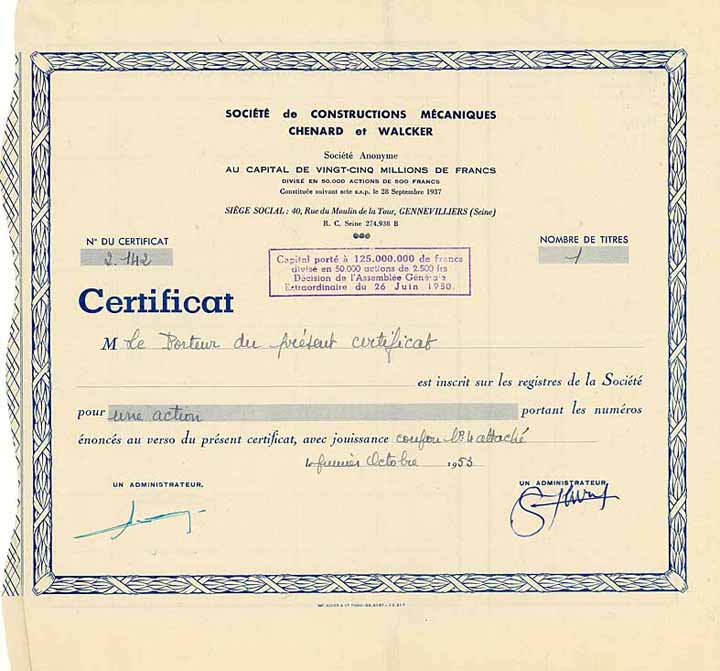 SOCIÉTÉ de CONSTRUCTIONS MÉCANIQUES
CHENARD et WALCKER
Société Anonyme
AU CAPITAL DE VINGT-CINQ MILLIONS DE FRANCS
DIVISÉ EN 50.000 ACTIONS DE 500 FRANCS
Constituée suivant acte s.s.p. le 28 Septembre 1937
SIÈGE SOCIAL : 40, Rue du Moulin de la Tour, GENNEVILLIERS (Seine)
R. C. Seine 274,938 B
N° DU CERTIFICAT
2.142
NOMBRE DE TITRES
1
Capital porté à 125.000.000 de francs
divisé en 50.000 actions de 2.500 frs
Décision de l'Assemblée Générale
Extraordinaire du 26 Juin 1950.
Certificat
M Le Porteur du présent certificat
est inscrit sur les registres de la Société
pour une action portant les numéros
énoncés au verso du présent certificat, avec jouissance coupon N° 4 attaché
Octobre 1953
UN ADMINISTRATEUR,
UN ADMINISTRATEUR,